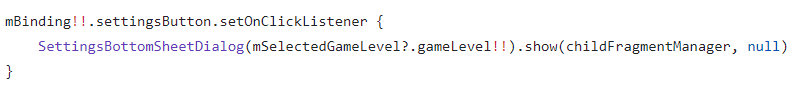 mBinding!!.settingsButton.setOnClickListener {
    SettingsBottomSheetDialog(mSelectedGameLevel?.gameLevel!!).show(childFragmentManager, null)
}